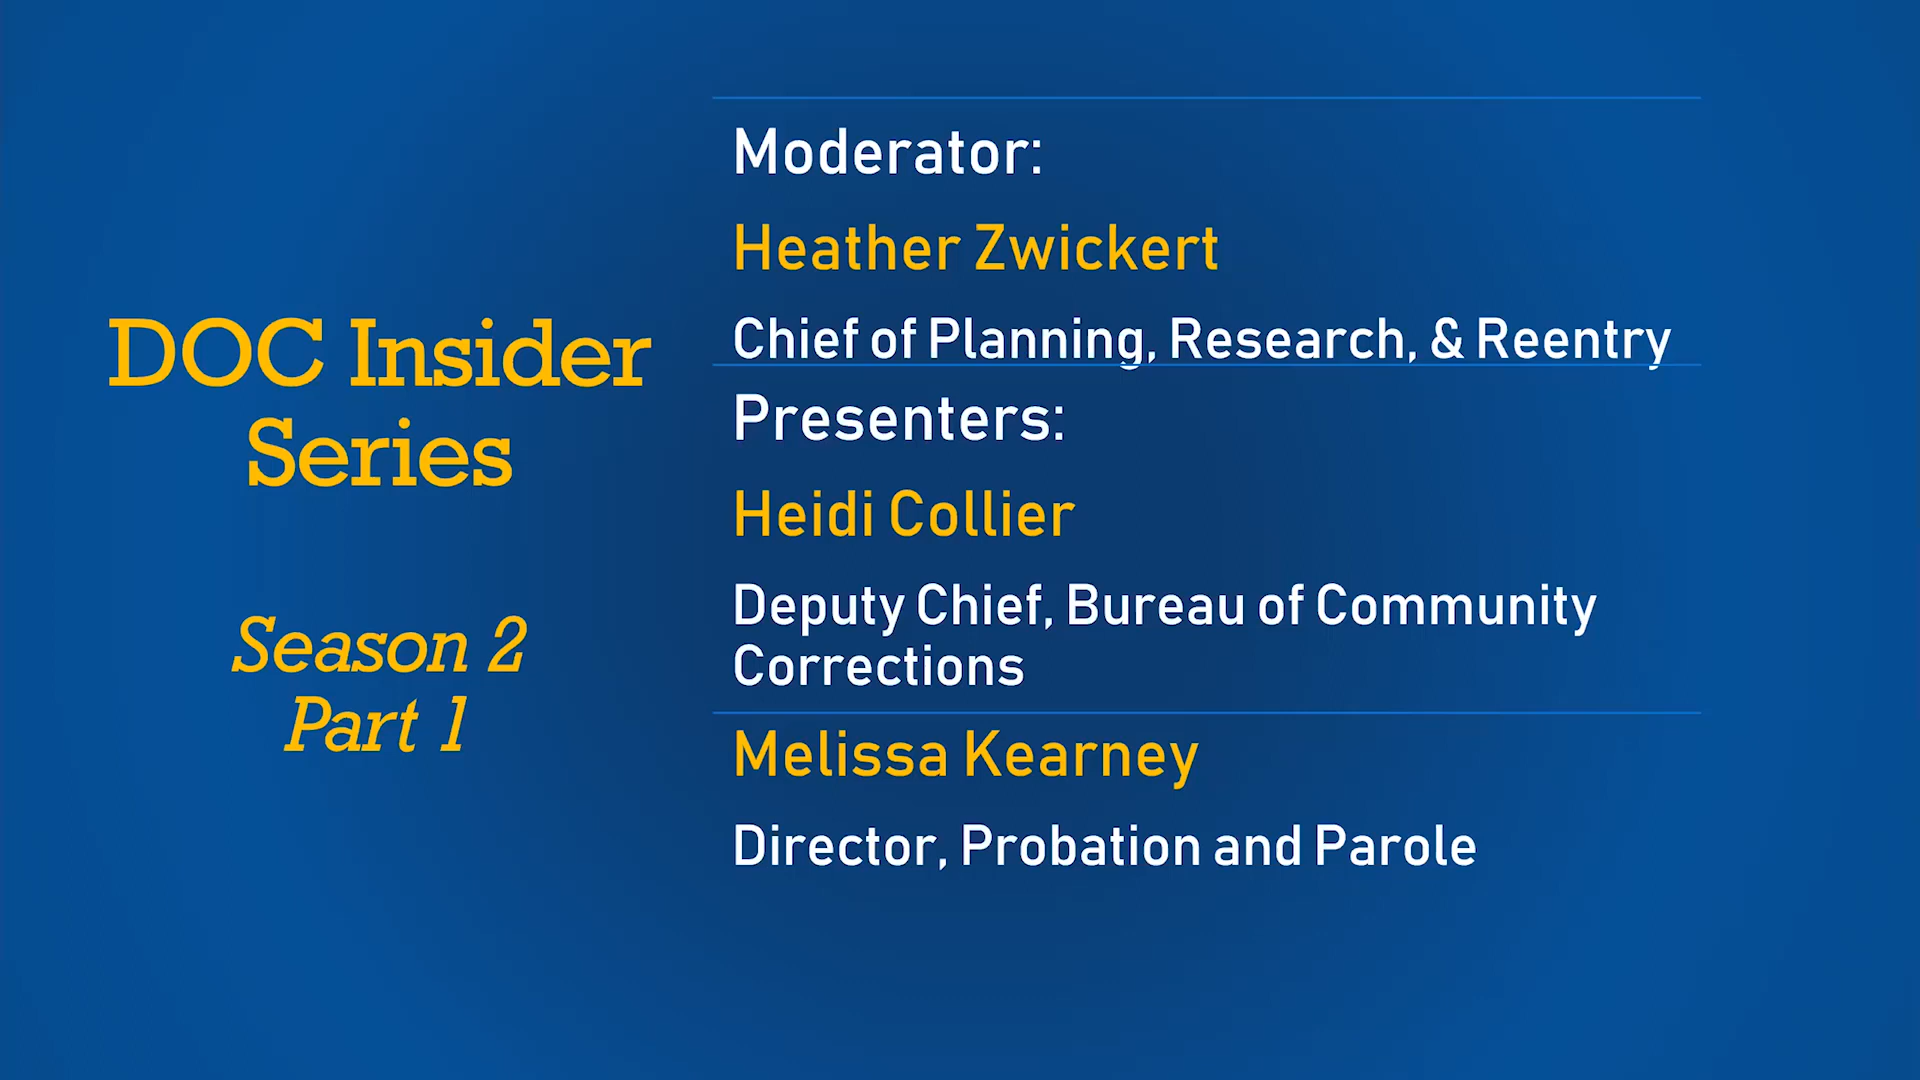 DOC Insider
Series
Season 2
Part 1
Moderator:
Heather Zwickert
Chief of Planning, Research, & Reentry
Presenters:
Heidi Collier
Deputy Chief, Bureau of Community
Corrections
Melissa Kearney
Director, Probation and Parole